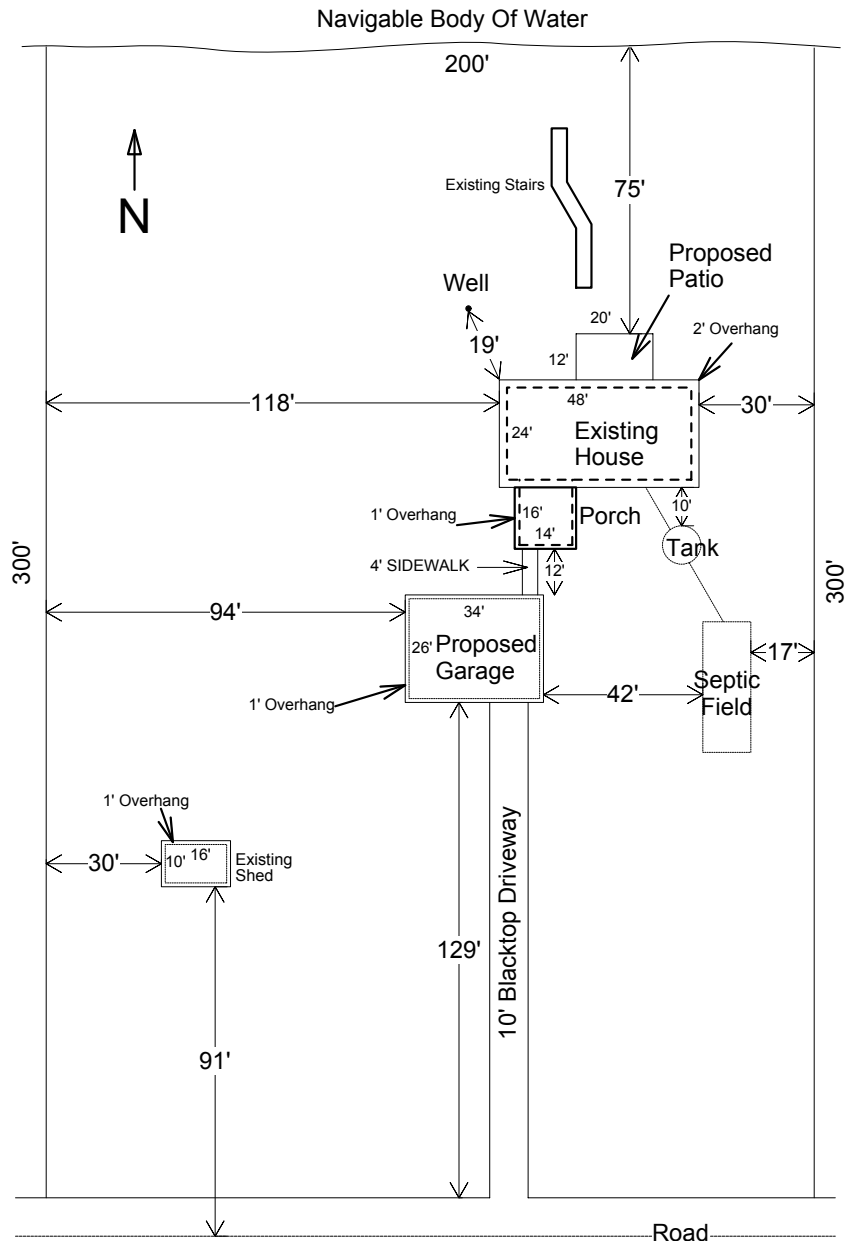 Navigable Body Of Water
200'
N
Existing Stairs
75'
Proposed
Patio
Well
20'
2' Overhang
19'
12'
118'
48'
30'
24'
Existing
House
1' Overhang
16'
14'
Porch
10'
Tank
4' SIDEWALK
12'
300'
300'
94'
34'
26'
Proposed
Garage
17'
Septic
Field
42'
1' Overhang
1' Overhang
30'
10'
16'
Existing
Shed
129'
10' Blacktop Driveway
91'
Road